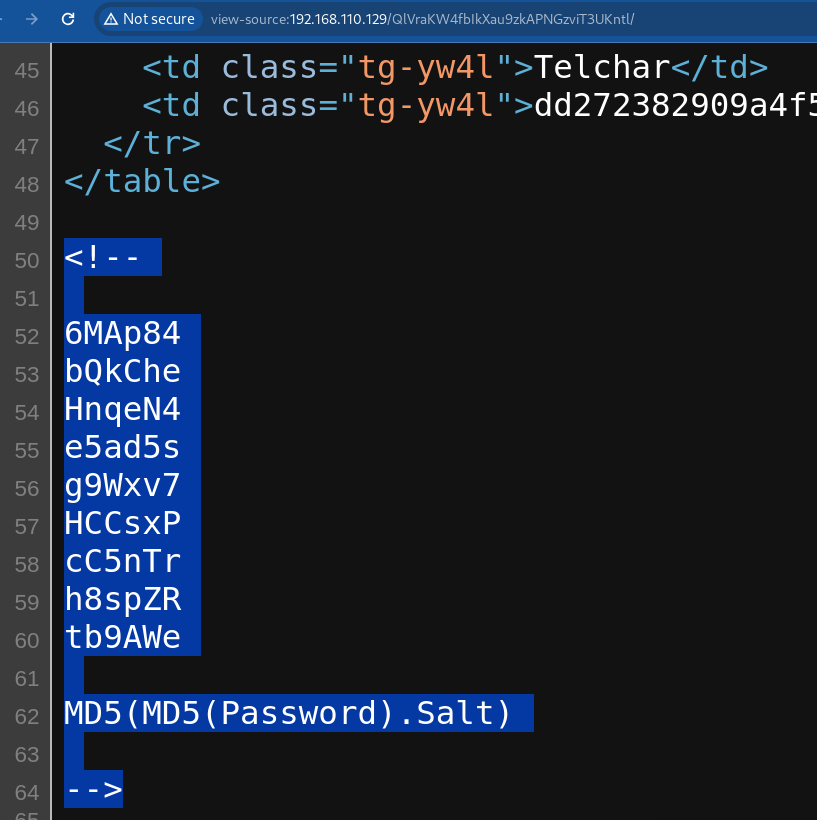 Not secure view-source:192.168.110.129/QlVraKW4fbIkXau9zkAPNGzviT3UKntl/
45 <td class="tg-yw4l">Telchar</td>
46 <td class="tg-yw4l">dd272382909a4f5
47 </tr>
48 </table>
49
50 <!--
51
52 6MAp84
53 bQkChe
54 HnqeN4
55 e5ad5s
56 g9Wxv7
57 HCCsxP
58 cC5nTr
59 h8spZR
60 tb9AWe
61
62 MD5(MD5(Password).Salt)
63
64 -->
65